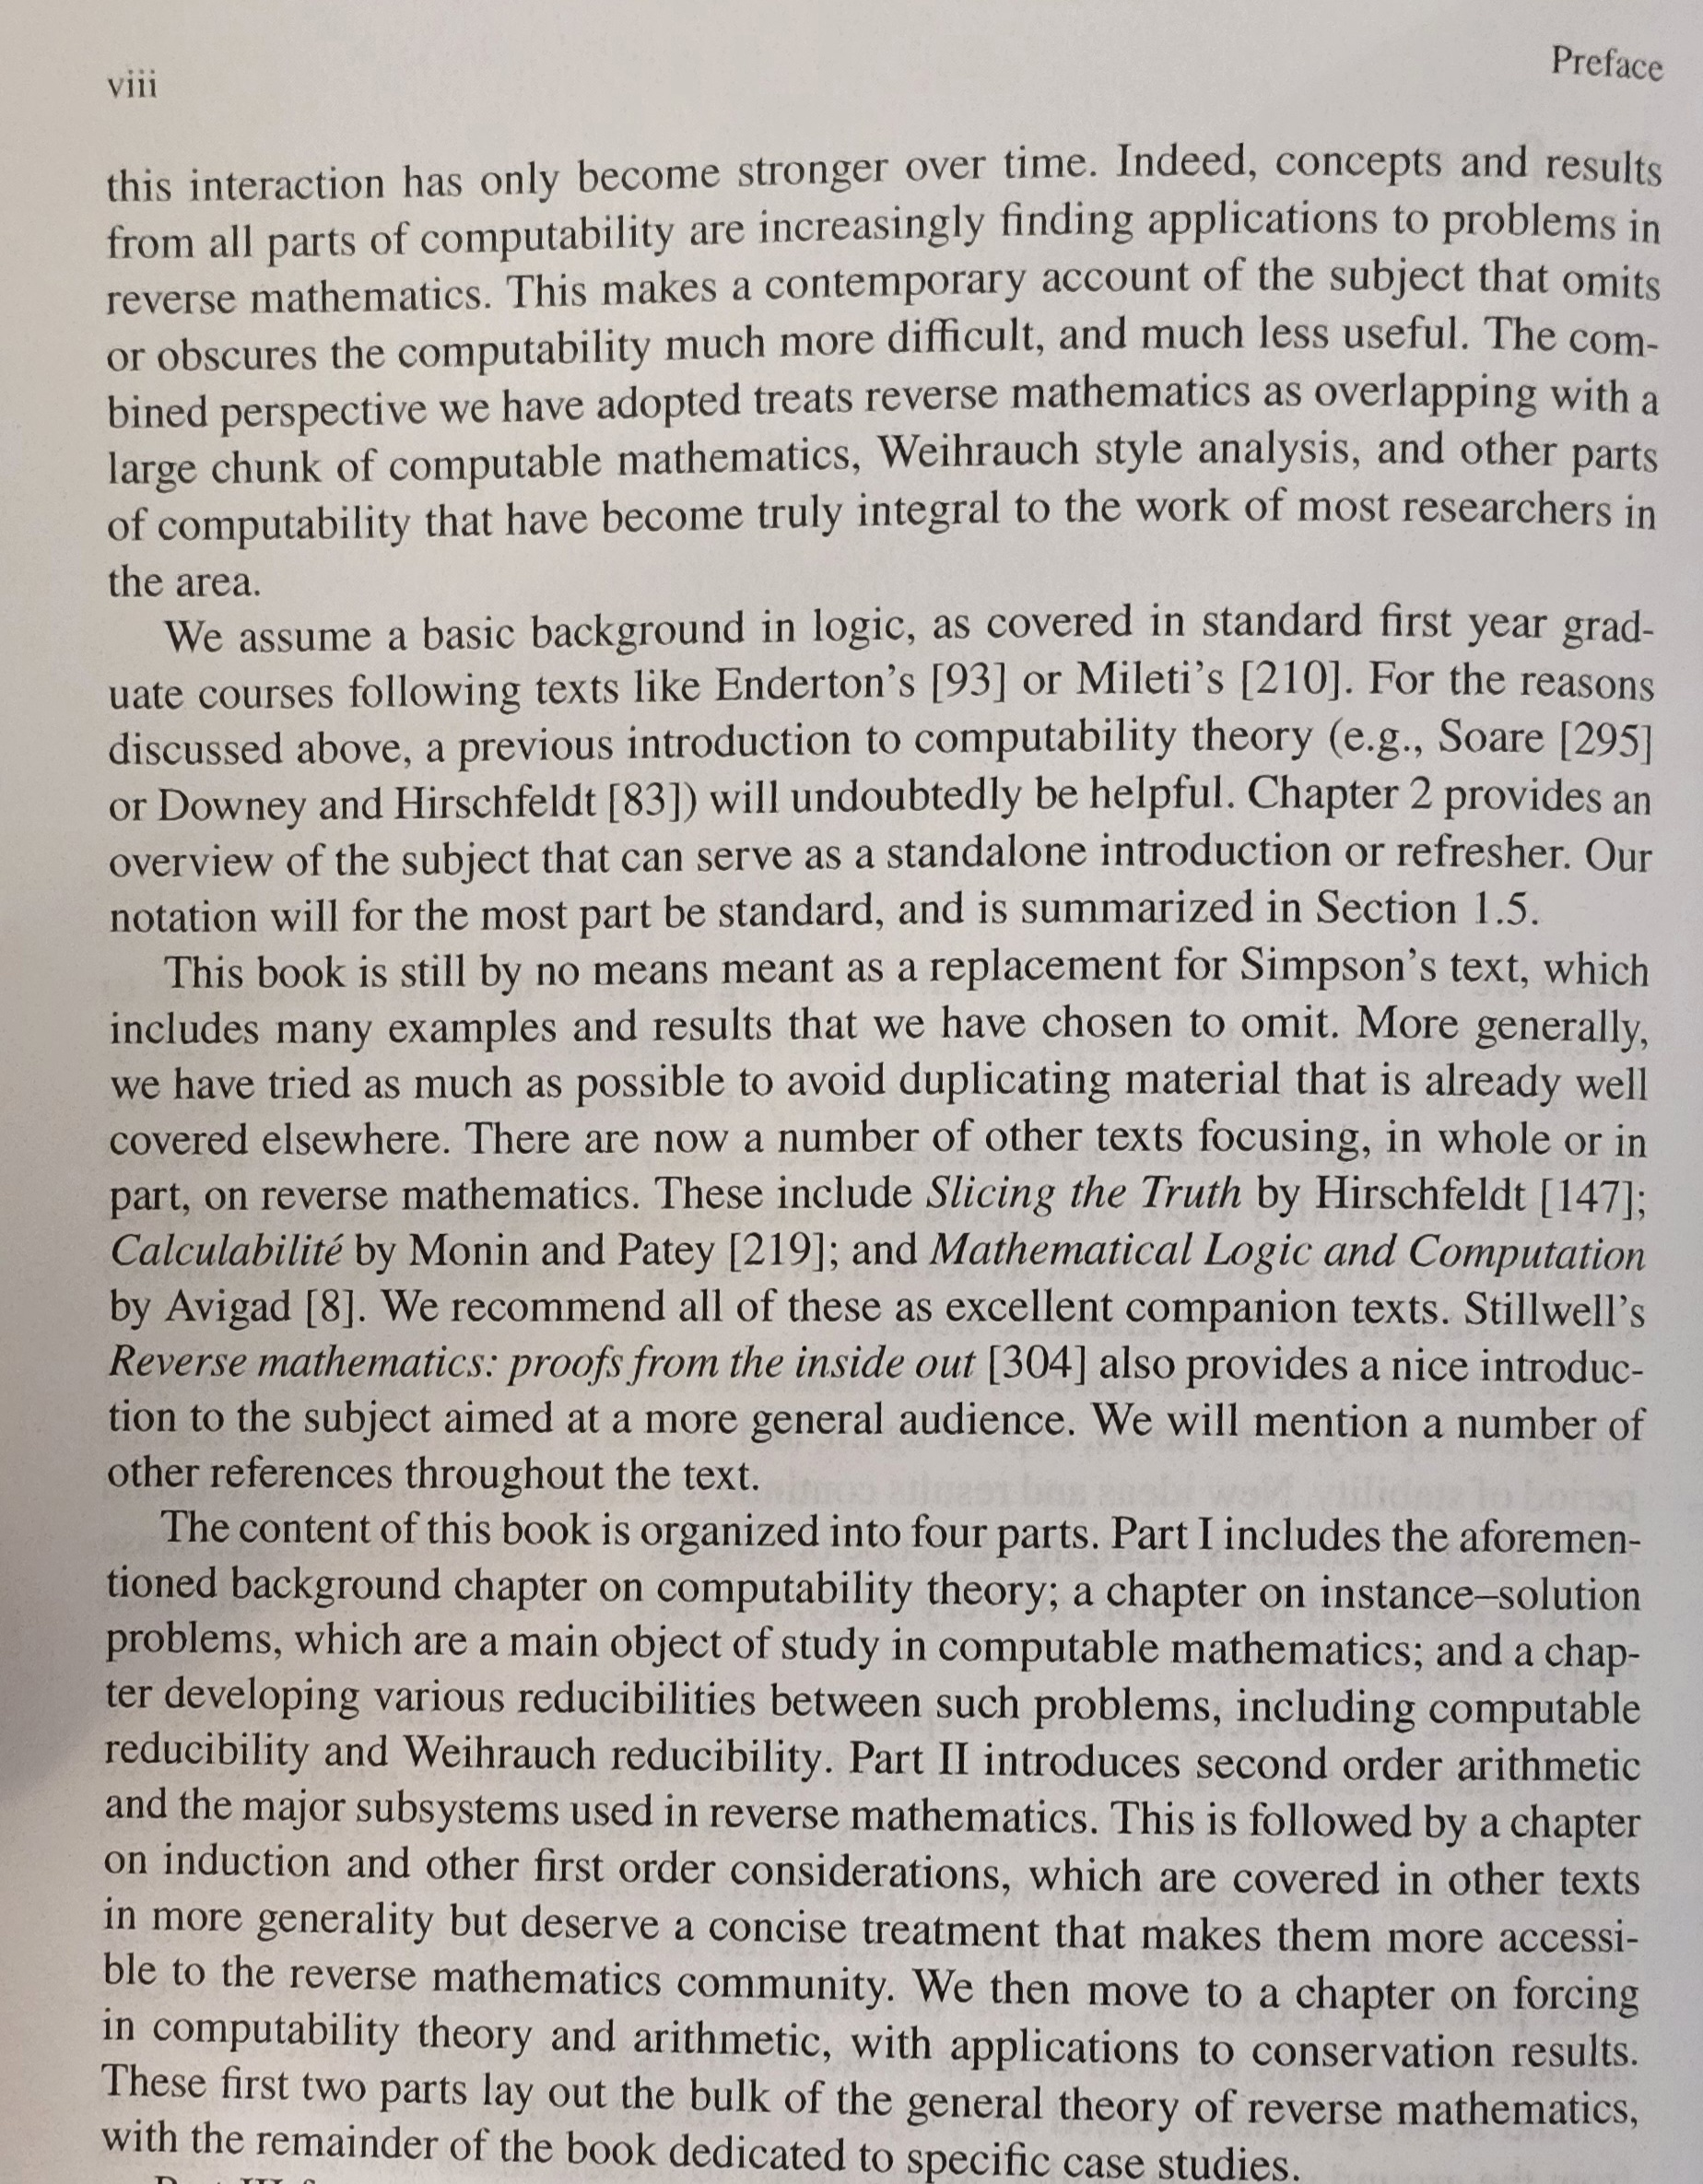 viii
Preface
this interaction has only become stronger over time. Indeed, concepts and results
from all parts of computability are increasingly finding applications to problems in
reverse mathematics. This makes a contemporary account of the subject that omits
or obscures the computability much more difficult, and much less useful. The com-
bined perspective we have adopted treats reverse mathematics as overlapping with a
large chunk of computable mathematics, Weihrauch style analysis, and other parts
of computability that have become truly integral to the work of most researchers in
the area.
We assume a basic background in logic, as covered in standard first year grad-
uate courses following texts like Enderton's [93] or Mileti's [210]. For the reasons
discussed above, a previous introduction to computability theory (e.g., Soare [295]
or Downey and Hirschfeldt [83]) will undoubtedly be helpful. Chapter 2 provides an
overview of the subject that can serve as a standalone introduction or refresher. Our
notation will for the most part be standard, and is summarized in Section 1.5.
This book is still by no means meant as a replacement for Simpson's text, which
includes many examples and results that we have chosen to omit. More generally,
we have tried as much as possible to avoid duplicating material that is already well
covered elsewhere. There are now a number of other texts focusing, in whole or in
part, on reverse mathematics. These include Slicing the Truth by Hirschfeldt [147];
Calculabilité by Monin and Patey [219]; and Mathematical Logic and Computation
by Avigad [8]. We recommend all of these as excellent companion texts. Stillwell's
Reverse mathematics: proofs from the inside out [304] also provides a nice introduc-
tion to the subject aimed at a more general audience. We will mention a number of
other references throughout the text.
The content of this book is organized into four parts. Part I includes the aforemen-
tioned background chapter on computability theory; a chapter on instance–solution
problems, which are a main object of study in computable mathematics; and a chap-
ter developing various reducibilities between such problems, including computable
reducibility and Weihrauch reducibility. Part II introduces second order arithmetic
and the major subsystems used in reverse mathematics. This is followed by a chapter
on induction and other first order considerations, which are covered in other texts
in more generality but deserve a concise treatment that makes them more accessi-
ble to the reverse mathematics community. We then move to a chapter on forcing
in computability theory and arithmetic, with applications to conservation results.
These first two parts lay out the bulk of the general theory of reverse mathematics,
with the remainder of the book dedicated to specific case studies.